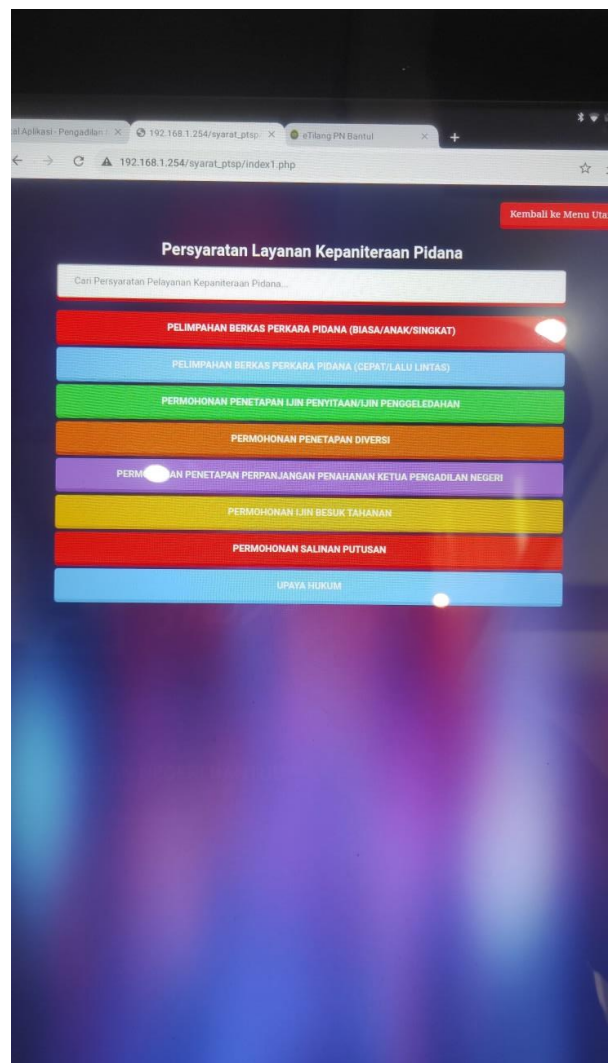 al Aplikasi - Pengadilan
192.168.1.254/syarat_ptsp
eTilang PN Bantul
192.168.1.254/syarat_ptsp/index1.php
Kembali ke Menu Uta
Persyaratan Layanan Kepaniteraan Pidana
Cari Persyaratan Pelayanan Kepaniteraan Pidana...
PELIMPAHAN BERKAS PERKARA PIDANA (BIASA/ANAK/SINGKAT)
PELIMPAHAN BERKAS PERKARA PIDANA (CEPAT/LALU LINTAS)
PERMOHONAN PENETAPAN IJIN PENYITAAN/IJIN PENGGELEDAHAN
PERMOHONAN PENETAPAN DIVERSI
PERM AN PENETAPAN PERPANJANGAN PENAHANAN KETUA PENGADILAN NEGERI
PERMOHONAN IJIN BESUK TAHANAN
PERMOHONAN SALINAN PUTUSAN
UPAYA HUKUM